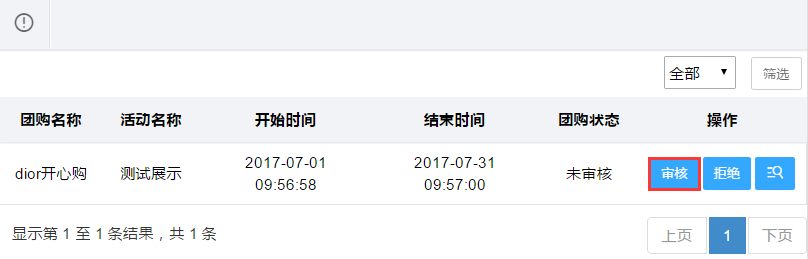 全部 筛选
团购名称 活动名称 开始时间 结束时间 团购状态 操作
dior开心购 测试展示 2017-07-01 09:56:58 2017-07-31 09:57:00 未审核 审核 拒绝
显示第 1 至 1 条结果，共 1 条 上页 1 下页